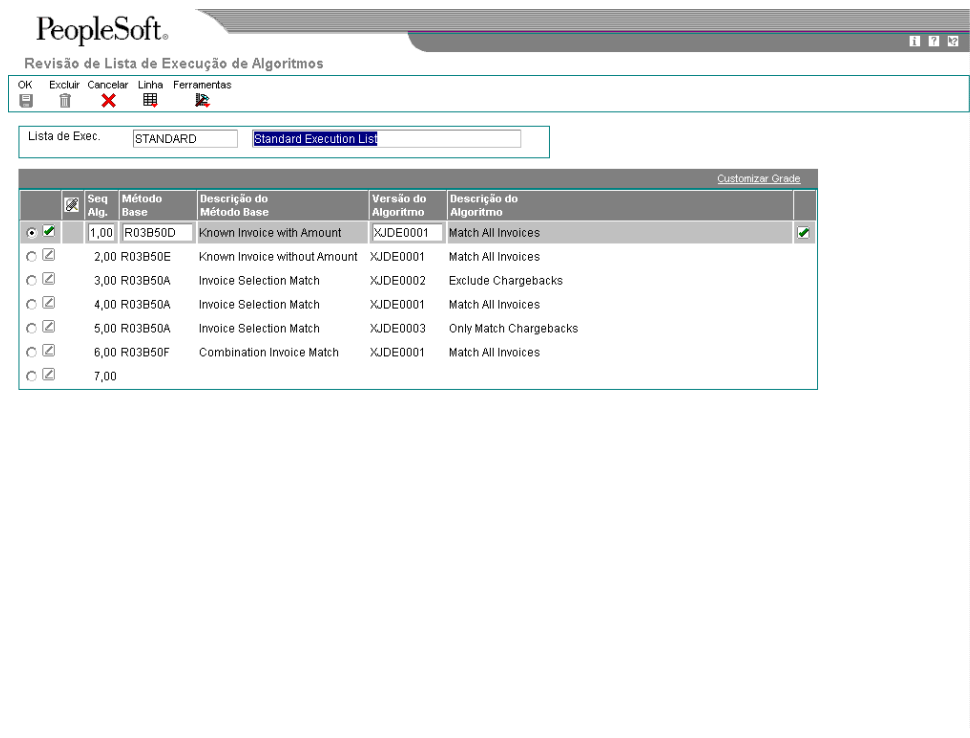 PeopleSoft®
Revisão de Lista de Execução de Algoritmos
OK Excluir Cancelar Linha Ferramentas
Lista de Exec. STANDARD Standard Execution List
Customizar Grade
Seq Alg. Método Base Descrição do Método Base Versão do Algoritmo Descrição do Algoritmo
1,00 R03B50D Known Invoice with Amount XJDE0001 Match All Invoices
2,00 R03B50E Known Invoice without Amount XJDE0001 Match All Invoices
3,00 R03B50A Invoice Selection Match XJDE0002 Exclude Chargebacks
4,00 R03B50A Invoice Selection Match XJDE0001 Match All Invoices
5,00 R03B50A Invoice Selection Match XJDE0003 Only Match Chargebacks
6,00 R03B50F Combination Invoice Match XJDE0001 Match All Invoices
7,00